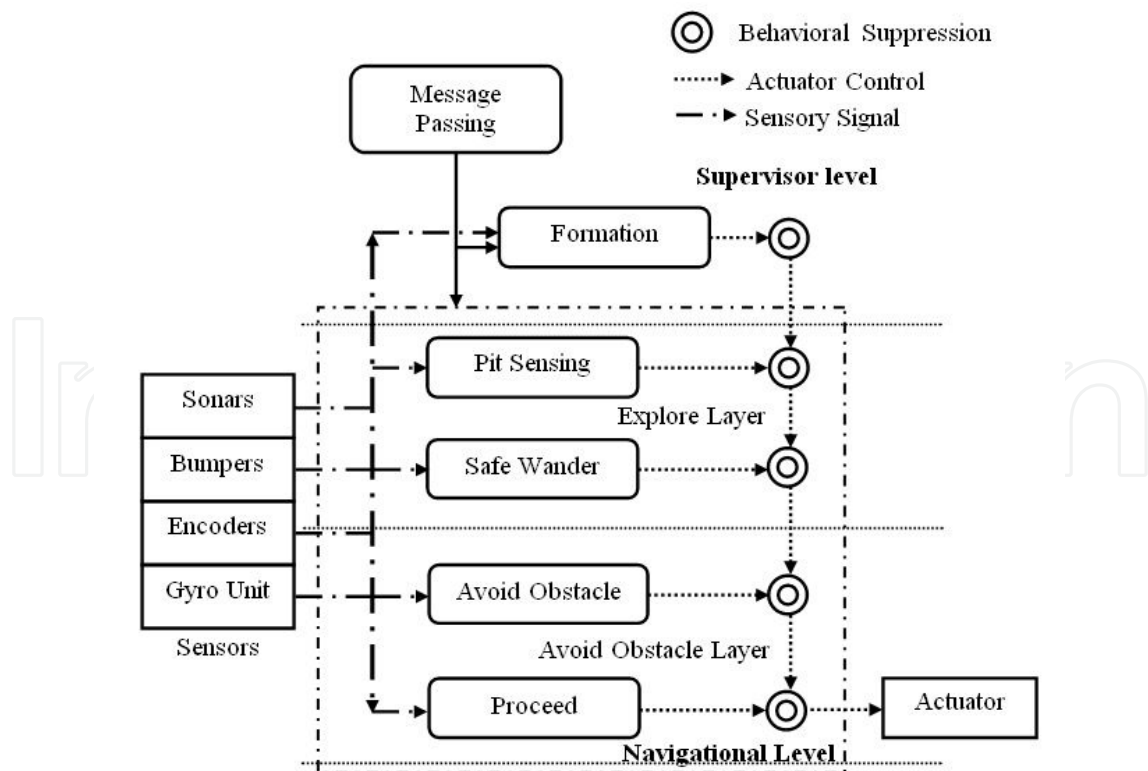 Behavioral Suppression
Actuator Control
Sensory Signal
Message
Passing
Supervisor level
Formation
Pit Sensing
Explore Layer
Sonars
Bumpers
Safe Wander
Encoders
Gyro Unit
Avoid Obstacle
Sensors
Avoid Obstacle Layer
Proceed
Actuator
Navigational Level